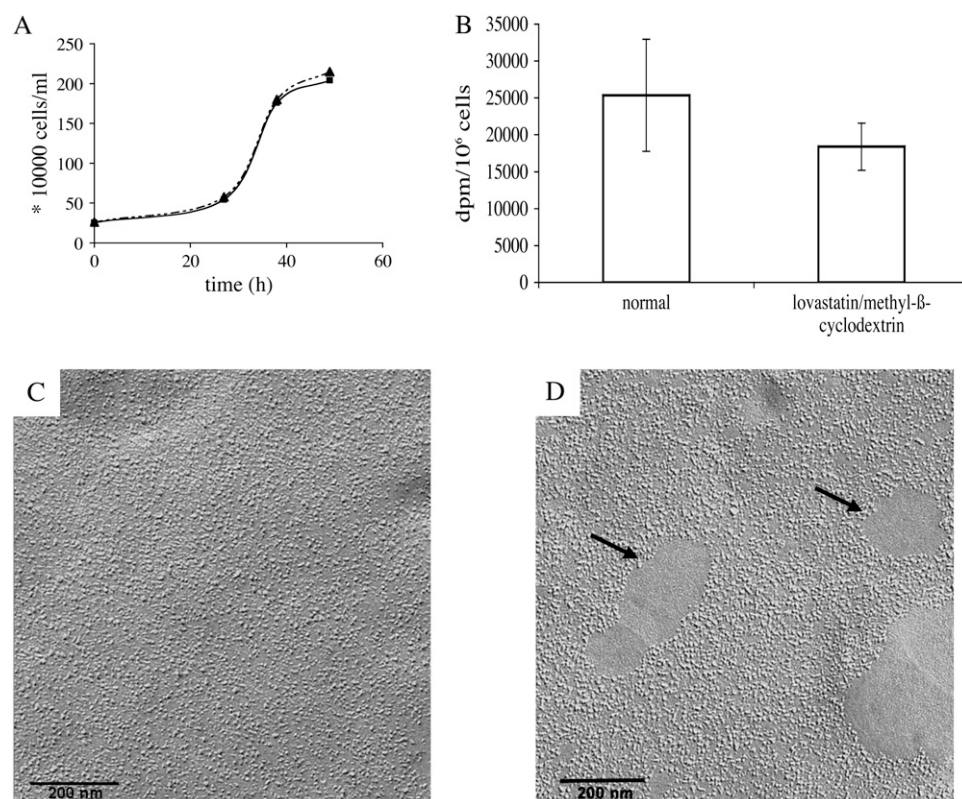 A
* 10000 cells/ml
250
200
150
100
50
0
0 20 40 60
time (h)
B
dpm/10⁶ cells
35000
30000
25000
20000
15000
10000
5000
0
normal
lovastatin/methyl-ß-
cyclodextrin
C
200 nm
D
200 nm